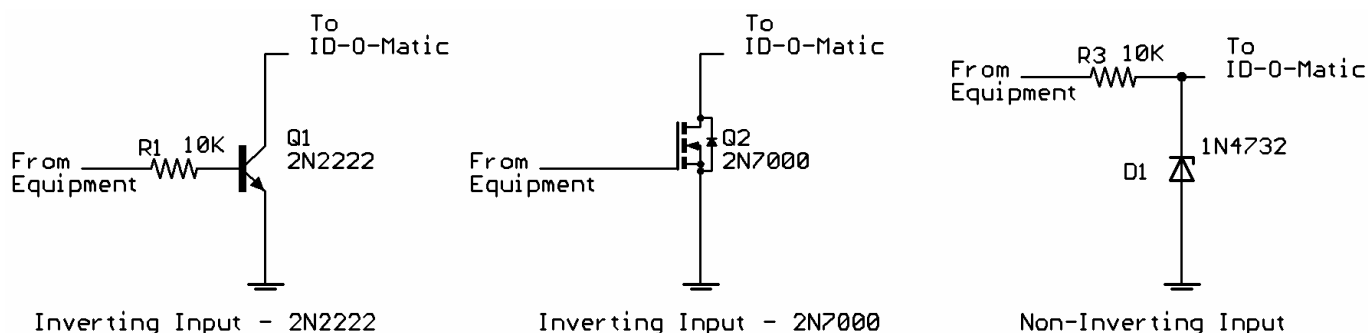 To
ID-O-Matic
R1 10K
Q1
2N2222
From
Equipment
Inverting Input - 2N2222
To
ID-O-Matic
Q2
2N7000
From
Equipment
Inverting Input - 2N7000
To
ID-O-Matic
R3 10K
From
Equipment
1N4732
D1
Non-Inverting Input